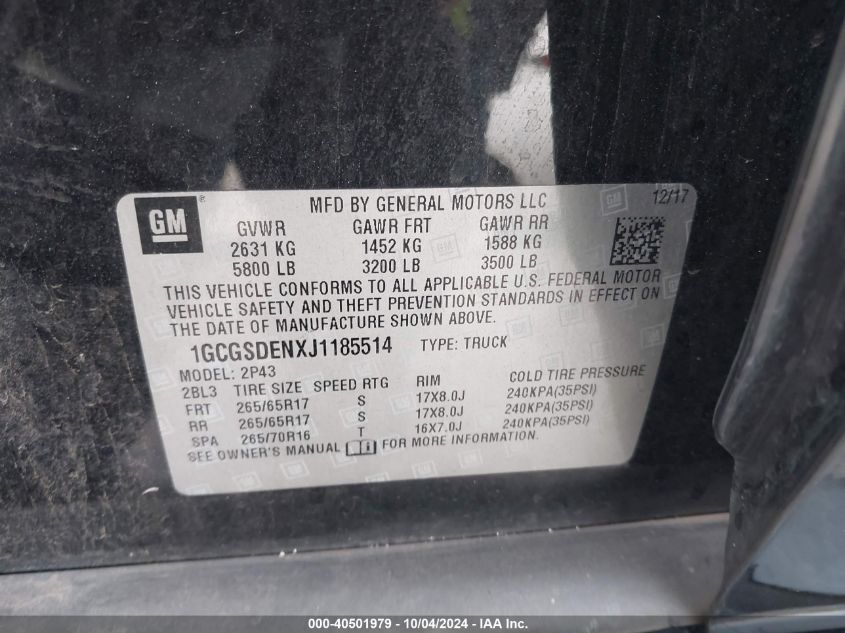 GM
MFD BY GENERAL MOTORS LLC
12/17
GVWR GAWR FRT GAWR RR
2631 KG 1452 KG 1588 KG
5800 LB 3200 LB 3500 LB
THIS VEHICLE CONFORMS TO ALL APPLICABLE U.S. FEDERAL MOTOR
VEHICLE SAFETY AND THEFT PREVENTION STANDARDS IN EFFECT ON
THE DATE OF MANUFACTURE SHOWN ABOVE.
1GCGSDENXJ1185514 TYPE: TRUCK
MODEL: 2P43
2BL3 TIRE SIZE SPEED RTG RIM COLD TIRE PRESSURE
FRT 265/65R17 S 17X8.0J 240KPA(35PSI)
RR 265/65R17 S 17X8.0J 240KPA(35PSI)
SPA 265/70R16 T 16X7.0J 240KPA(35PSI)
SEE OWNER'S MANUAL FOR MORE INFORMATION.
000-40501979 - 10/04/2024 - IAA Inc.